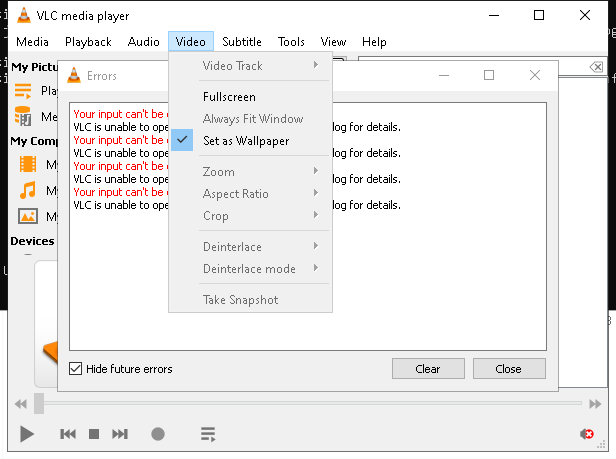 VLC media player
Media Playback Audio Video Subtitle Tools View Help
My Pictu
Pla
Me
My Comp
My
My
My
Devices
Errors
Your input can't be
VLC is unable to ope log for details.
Your input can't be
VLC is unable to ope log for details.
Your input can't be
VLC is unable to ope log for details.
Your input can't be
VLC is unable to ope log for details.
Video Track
Fullscreen
Always Fit Window
Set as Wallpaper
Zoom
Aspect Ratio
Crop
Deinterlace
Deinterlace mode
Take Snapshot
Hide future errors
Clear
Close